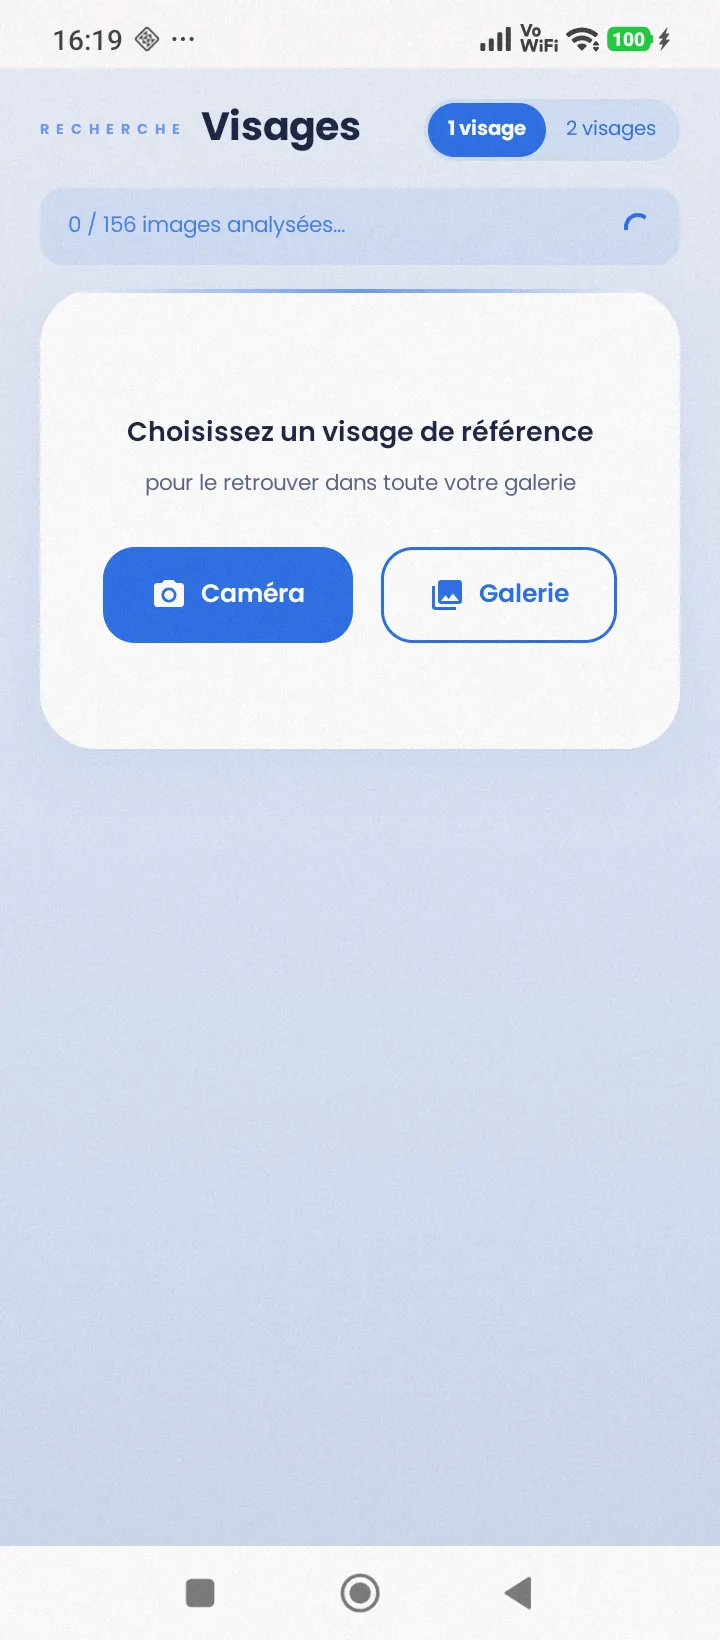 16:19 ... Vo WiFi 100
RECHERCHE Visages 1 visage 2 visages
0 / 156 images analysées...
Choisissez un visage de référence
pour le retrouver dans toute votre galerie
Caméra Galerie